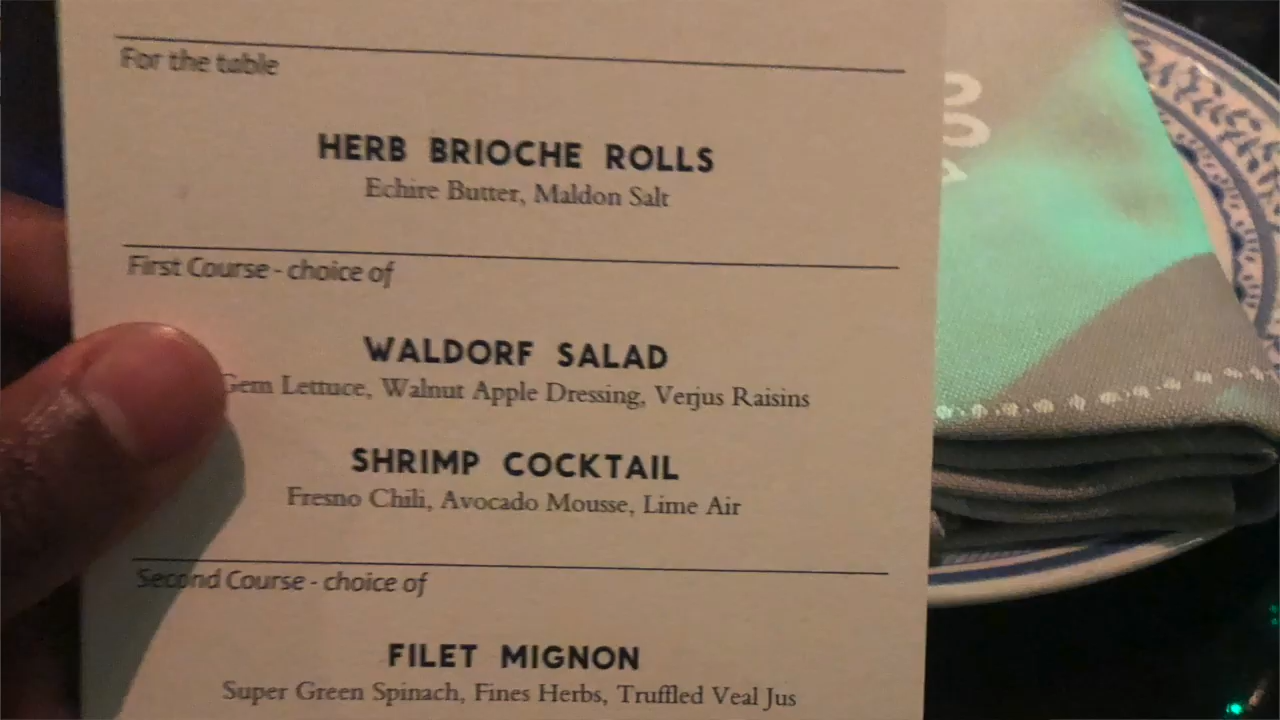 For the table
HERB BRIOCHE ROLLS
Echire Butter, Maldon Salt
First Course - choice of
WALDORF SALAD
Gem Lettuce, Walnut Apple Dressing, Verjus Raisins
SHRIMP COCKTAIL
Fresno Chili, Avocado Mousse, Lime Air
Second Course - choice of
FILET MIGNON
Super Green Spinach, Fines Herbs, Truffled Veal Jus